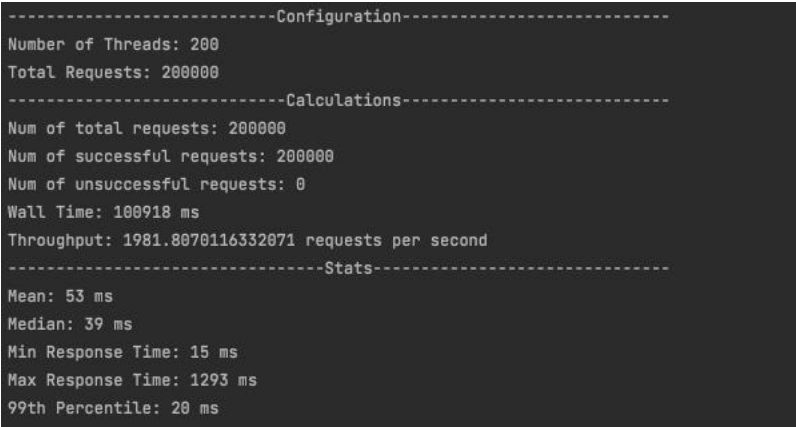 ----------------------------Configuration----------------------------
Number of Threads: 200
Total Requests: 200000
-----------------------------Calculations----------------------------
Num of total requests: 200000
Num of successful requests: 200000
Num of unsuccessful requests: 0
Wall Time: 100918 ms
Throughput: 1981.8070116332071 requests per second
---------------------------------Stats-------------------------------
Mean: 53 ms
Median: 39 ms
Min Response Time: 15 ms
Max Response Time: 1293 ms
99th Percentile: 20 ms